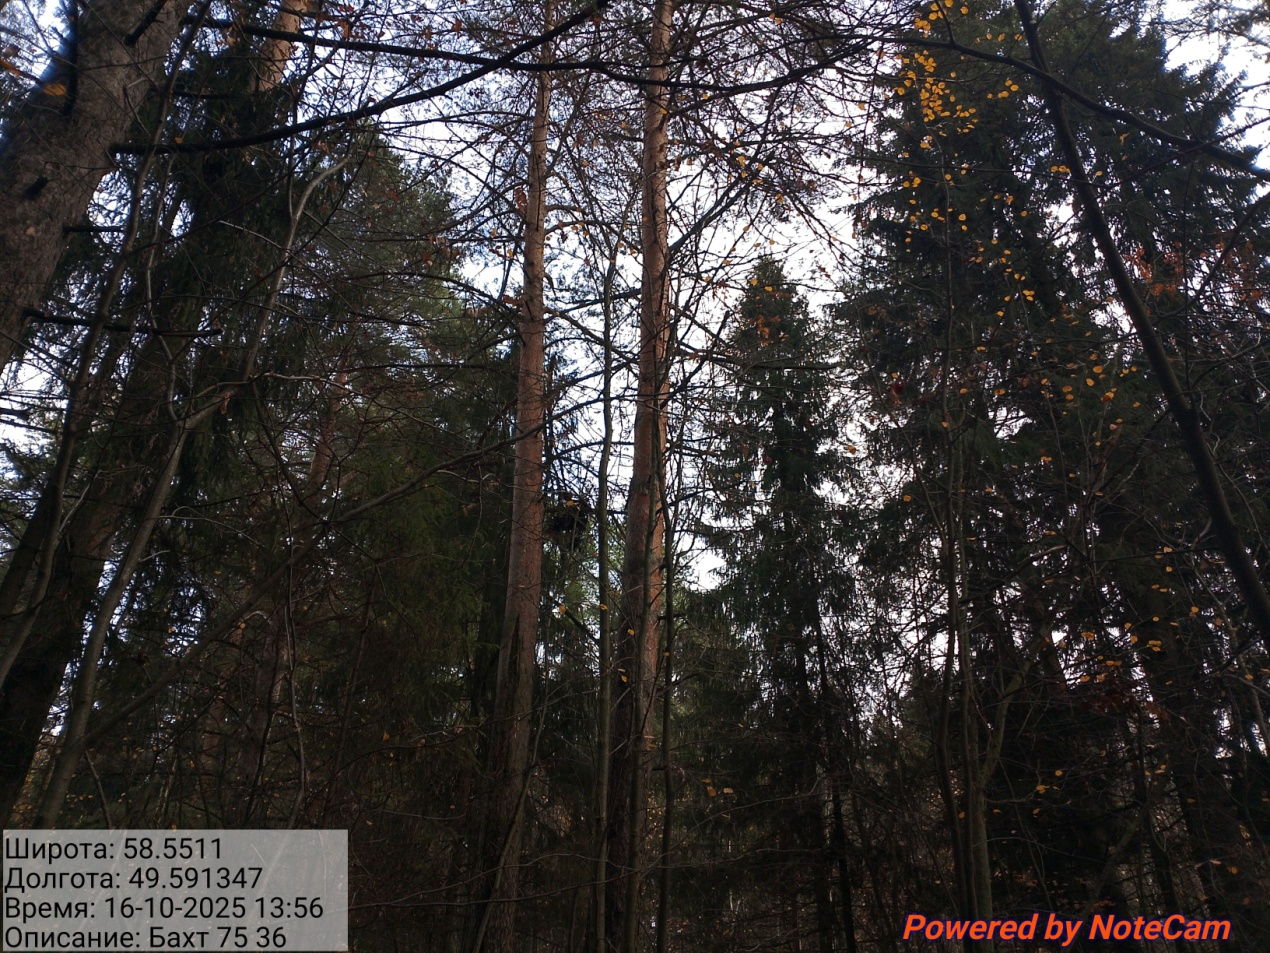 Широта: 58.5511
Долгота: 49.591347
Время: 16-10-2025 13:56
Описание: Бахт 75 36
Powered by NoteCam